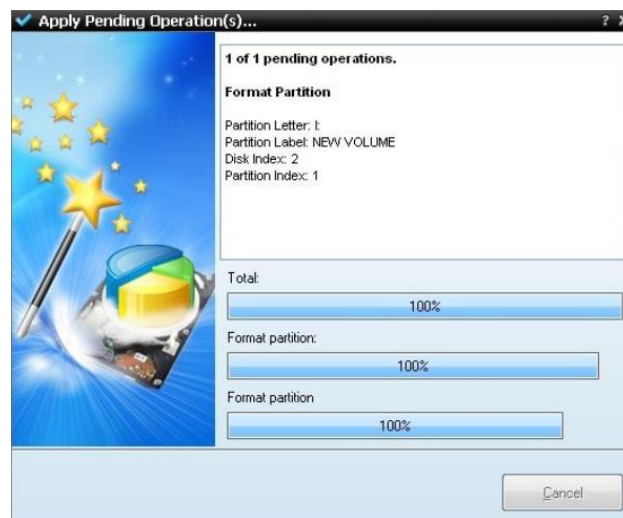 Apply Pending Operation(s)...
1 of 1 pending operations.
Format Partition
Partition Letter: I:
Partition Label: NEW VOLUME
Disk Index: 2
Partition Index: 1
Total:
100%
Format partition:
100%
Format partition
100%
Cancel